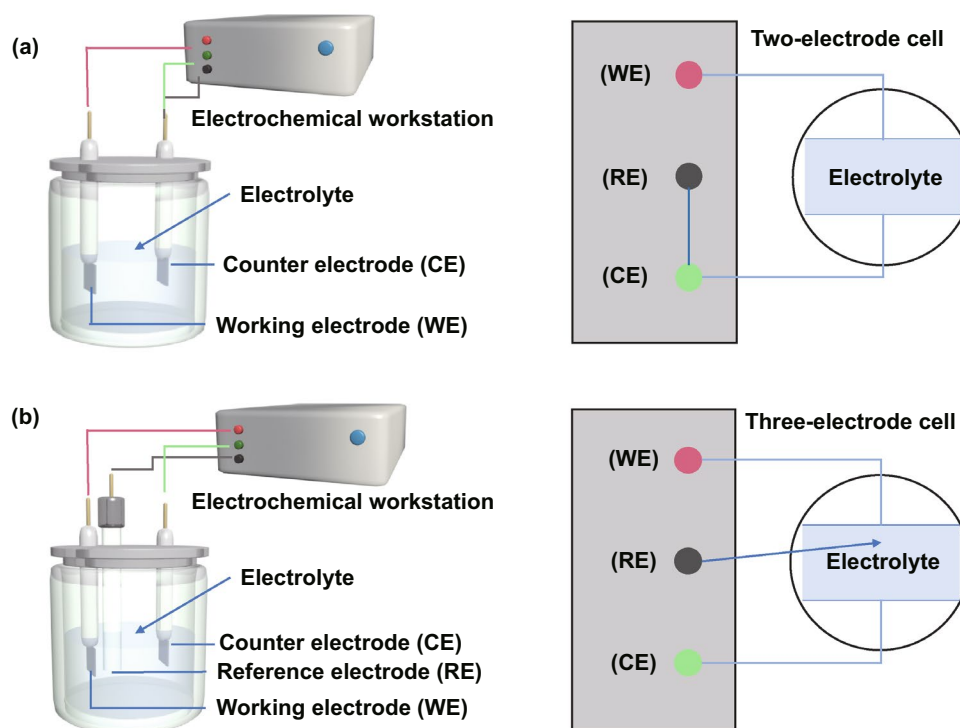 (a)
Electrochemical workstation
Electrolyte
Counter electrode (CE)
Working electrode (WE)
Two-electrode cell
(WE)
(RE)
(CE)
Electrolyte
(b)
Electrochemical workstation
Electrolyte
Counter electrode (CE)
Reference electrode (RE)
Working electrode (WE)
Three-electrode cell
(WE)
(RE)
(CE)
Electrolyte